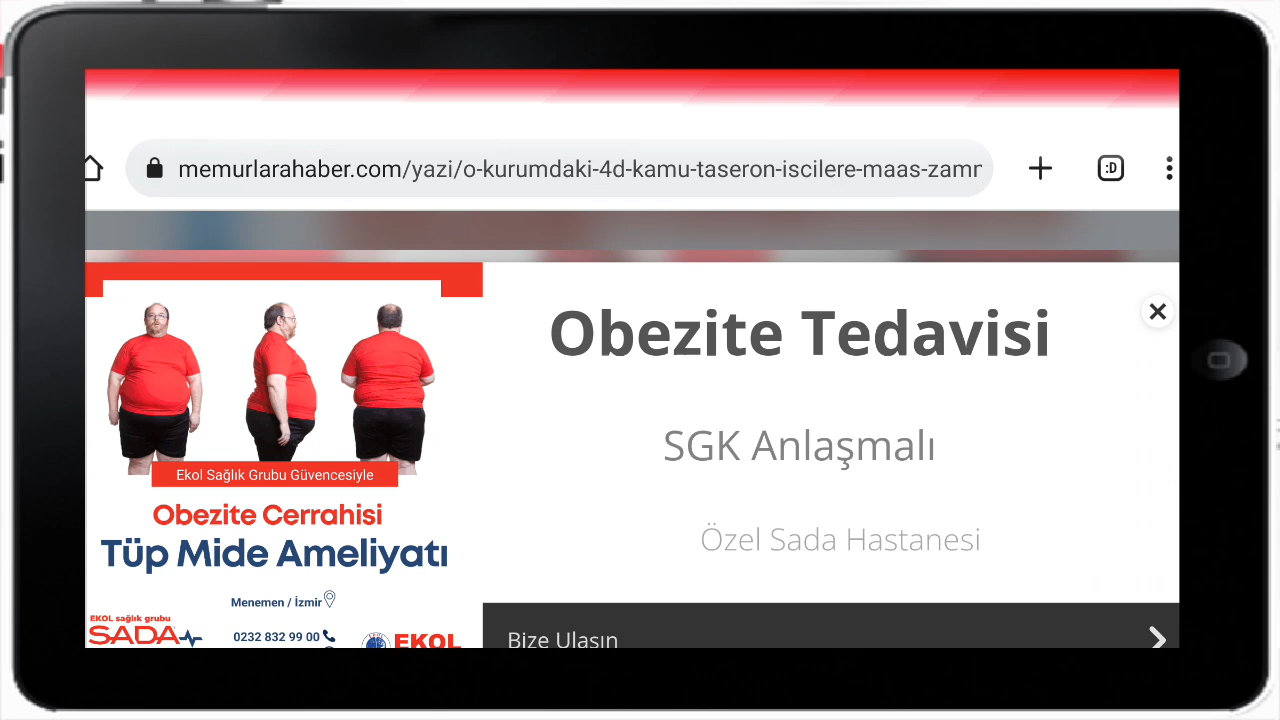 memurlarahaber.com/yazi/o-kurumdaki-4d-kamu-taseron-iscilere-maas-zamr
:D
Obezite Tedavisi
SGK Anlaşmalı
Özel Sada Hastanesi
Bize Ulaşın
Ekol Sağlık Grubu Güvencesiyle
Obezite Cerrahisi
Tüp Mide Ameliyatı
Menemen / İzmir
EKOL sağlık grubu
SADA
0232 832 99 00
EKOL